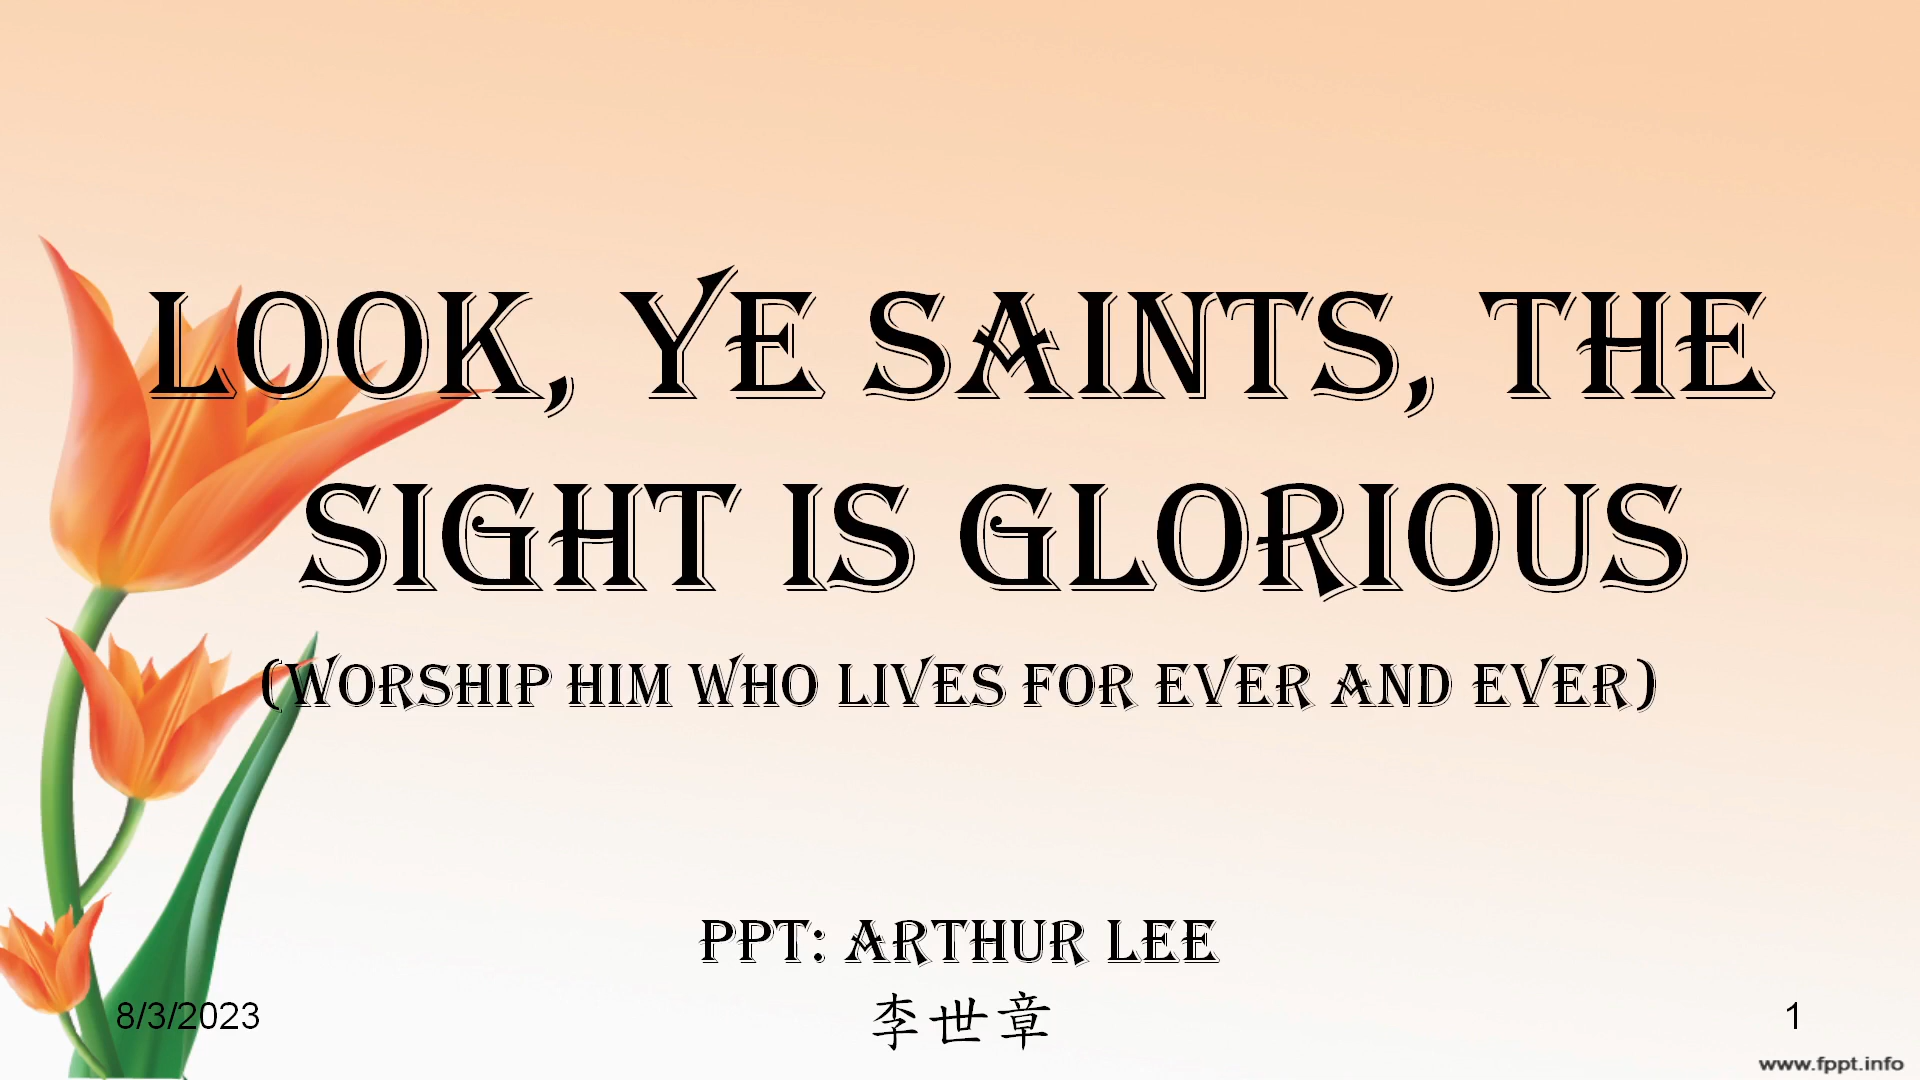 LOOK, YE SAINTS, THE
SIGHT IS GLORIOUS
(WORSHIP HIM WHO LIVES FOR EVER AND EVER)
PPT: ARTHUR LEE
李世章
8/3/2023
1
www.fppt.info